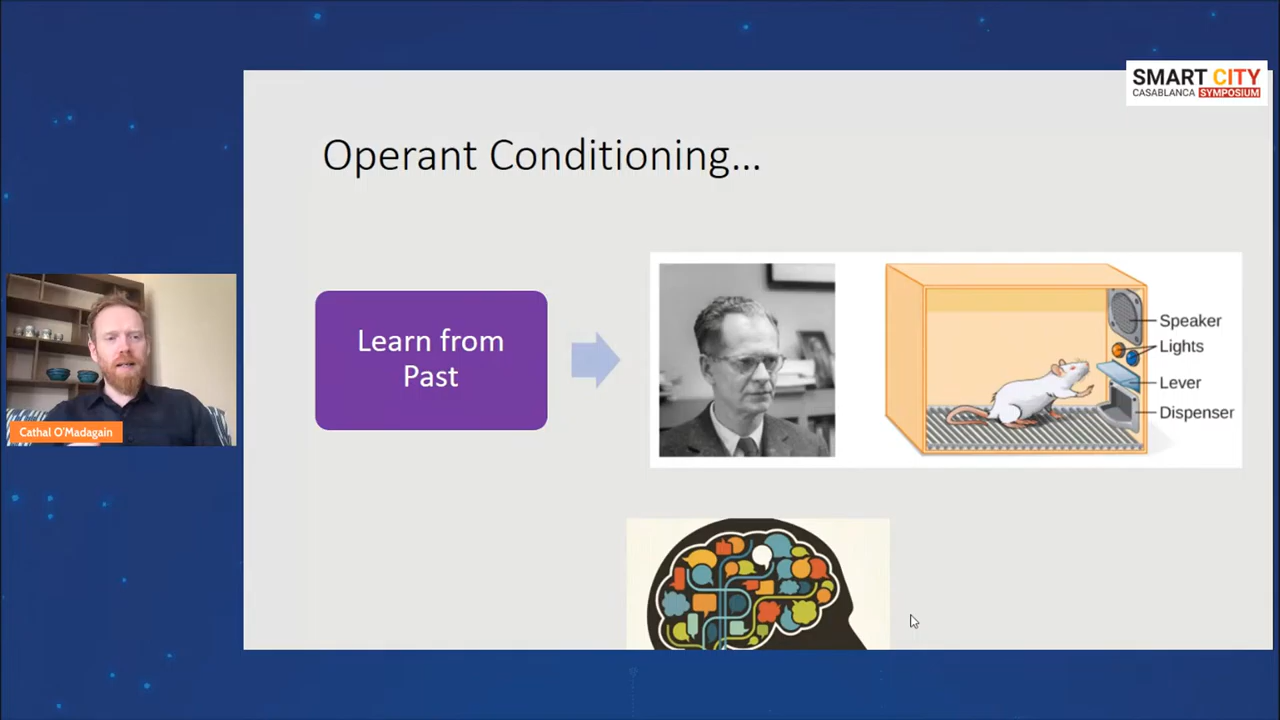 SMART CITY
CASABLANCA SYMPOSIUM
Operant Conditioning...
Learn from
Past
Speaker
Lights
Lever
Dispenser
Cathal O'Madagain